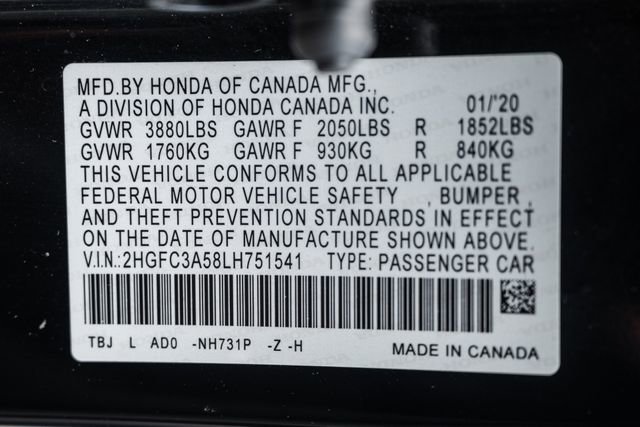 MFD.BY HONDA OF CANADA MFG.,
A DIVISION OF HONDA CANADA INC. 01/'20
GVWR 3880LBS GAWR F 2050LBS R 1852LBS
GVWR 1760KG GAWR F 930KG R 840KG
THIS VEHICLE CONFORMS TO ALL APPLICABLE
FEDERAL MOTOR VEHICLE SAFETY , BUMPER ,
AND THEFT PREVENTION STANDARDS IN EFFECT
ON THE DATE OF MANUFACTURE SHOWN ABOVE.
V.I.N.:2HGFC3A58LH751541 TYPE: PASSENGER CAR
TBJ L AD0 -NH731P -Z -H MADE IN CANADA